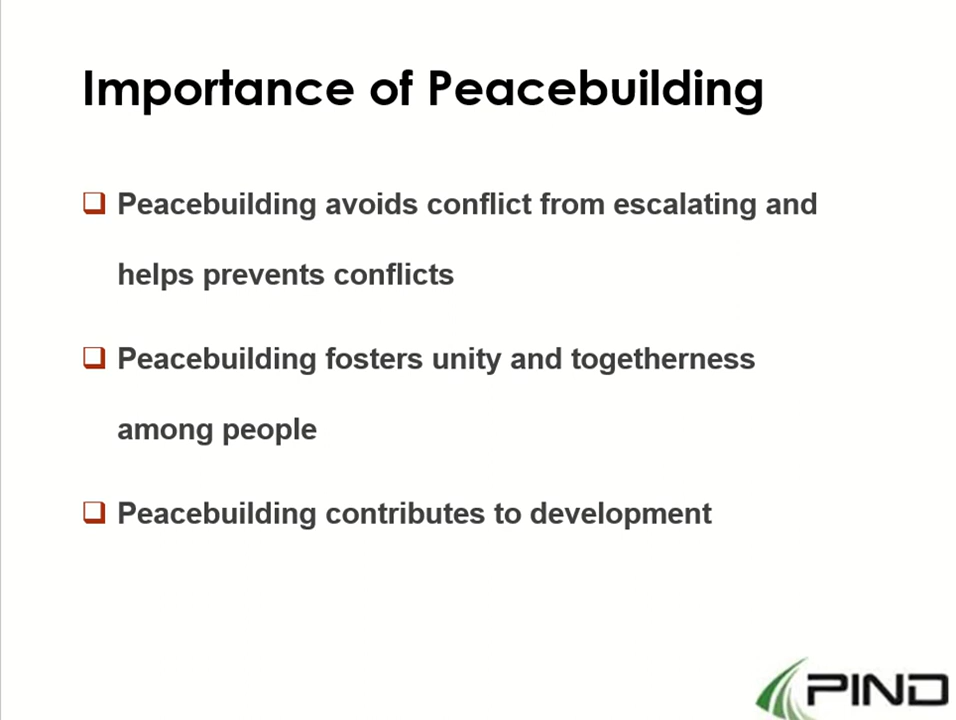 Importance of Peacebuilding
Peacebuilding avoids conflict from escalating and
helps prevents conflicts
Peacebuilding fosters unity and togetherness
among people
Peacebuilding contributes to development
PIND